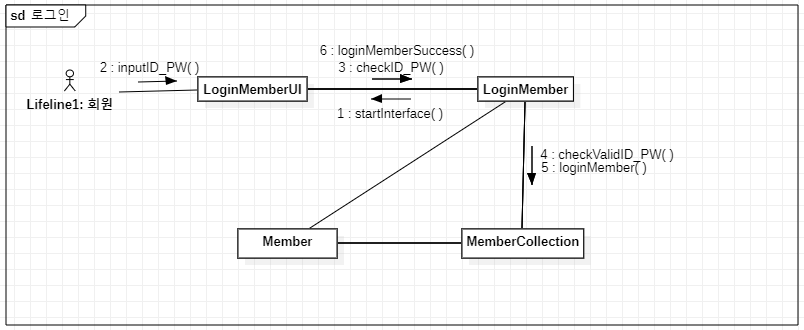 sd 로그인
6 : loginMemberSuccess( )
2 : inputID_PW( )
3 : checkID_PW( )
LoginMemberUI
LoginMember
Lifeline1: 회원
1 : startInterface( )
4 : checkValidID_PW( )
5 : loginMember( )
Member
MemberCollection